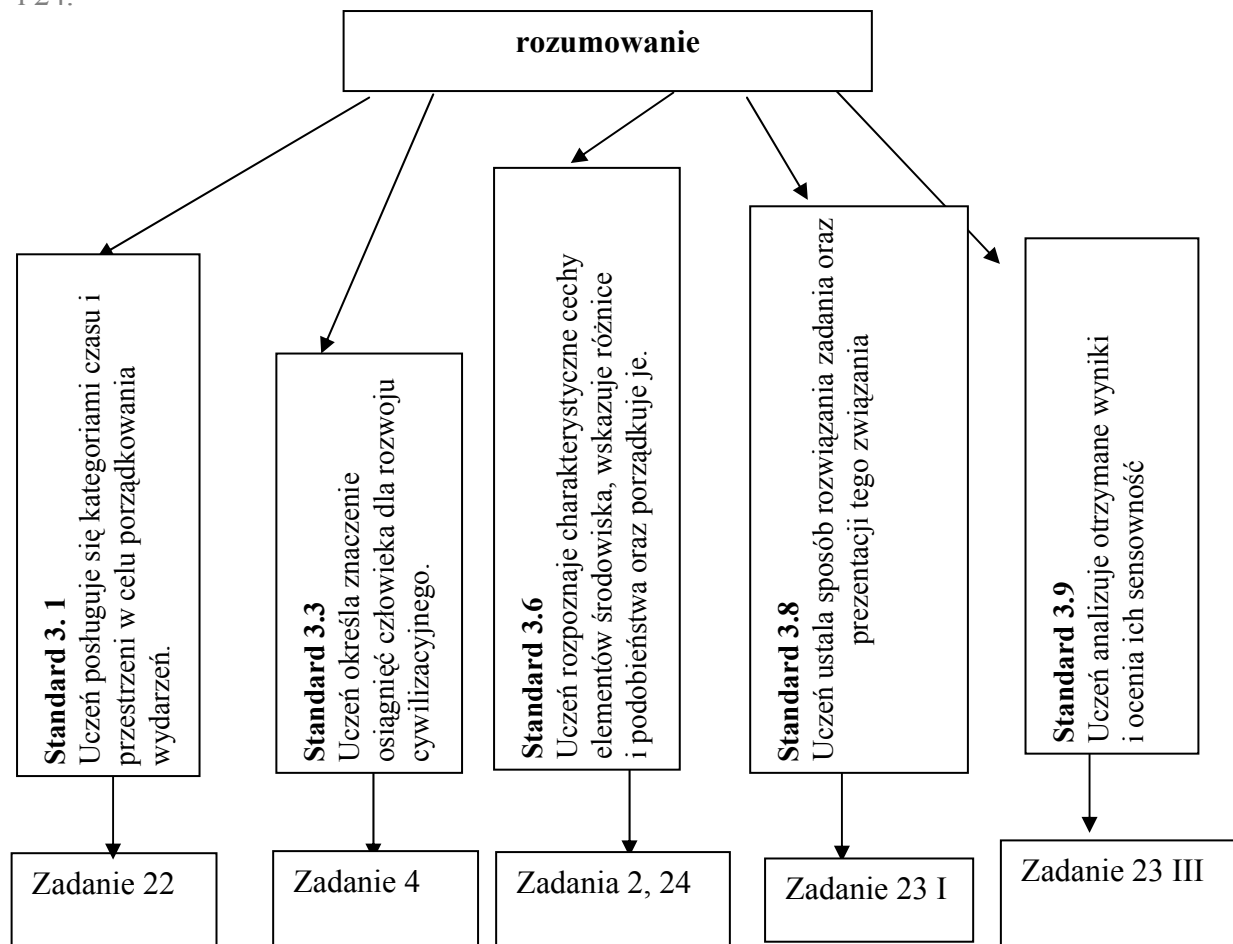 i 24.
rozumowanie
Standard 3. 1
Uczeń posługuje się kategoriami czasu i
przestrzeni w celu porządkowania
wydarzeń.
Standard 3.3
Uczeń określa znaczenie
osiągnięć człowieka dla rozwoju
cywilizacyjnego.
Standard 3.6
Uczeń rozpoznaje charakterystyczne cechy
elementów środowiska, wskazuje różnice
i podobieństwa oraz porządkuje je.
Standard 3.8
Uczeń ustala sposób rozwiązania zadania oraz
prezentacji tego związania
Standard 3.9
Uczeń analizuje otrzymane wyniki
i ocenia ich sensowność
Zadanie 22
Zadanie 4
Zadania 2, 24
Zadanie 23 I
Zadanie 23 III